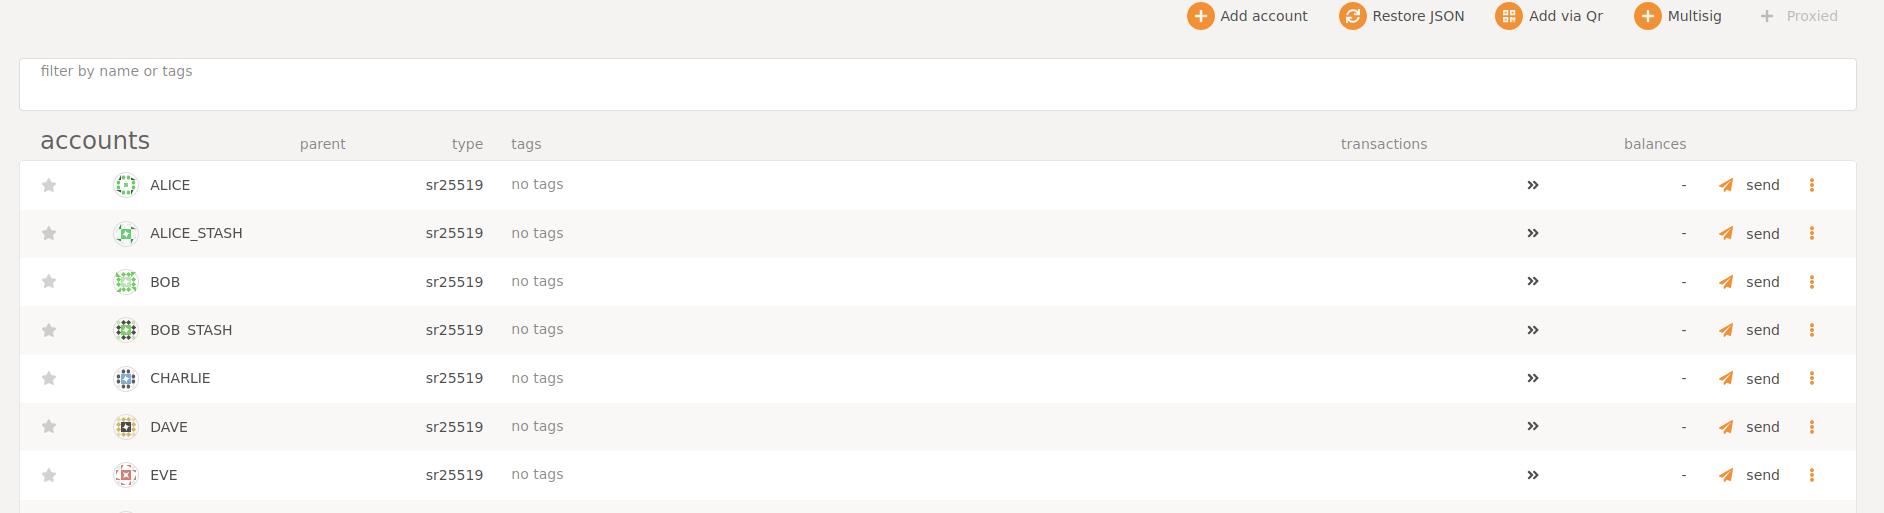 Add account Restore JSON Add via Qr Multisig Proxied
filter by name or tags
accounts parent type tags transactions balances
ALICE sr25519 no tags - send
ALICE_STASH sr25519 no tags - send
BOB sr25519 no tags - send
BOB STASH sr25519 no tags - send
CHARLIE sr25519 no tags - send
DAVE sr25519 no tags - send
EVE sr25519 no tags - send